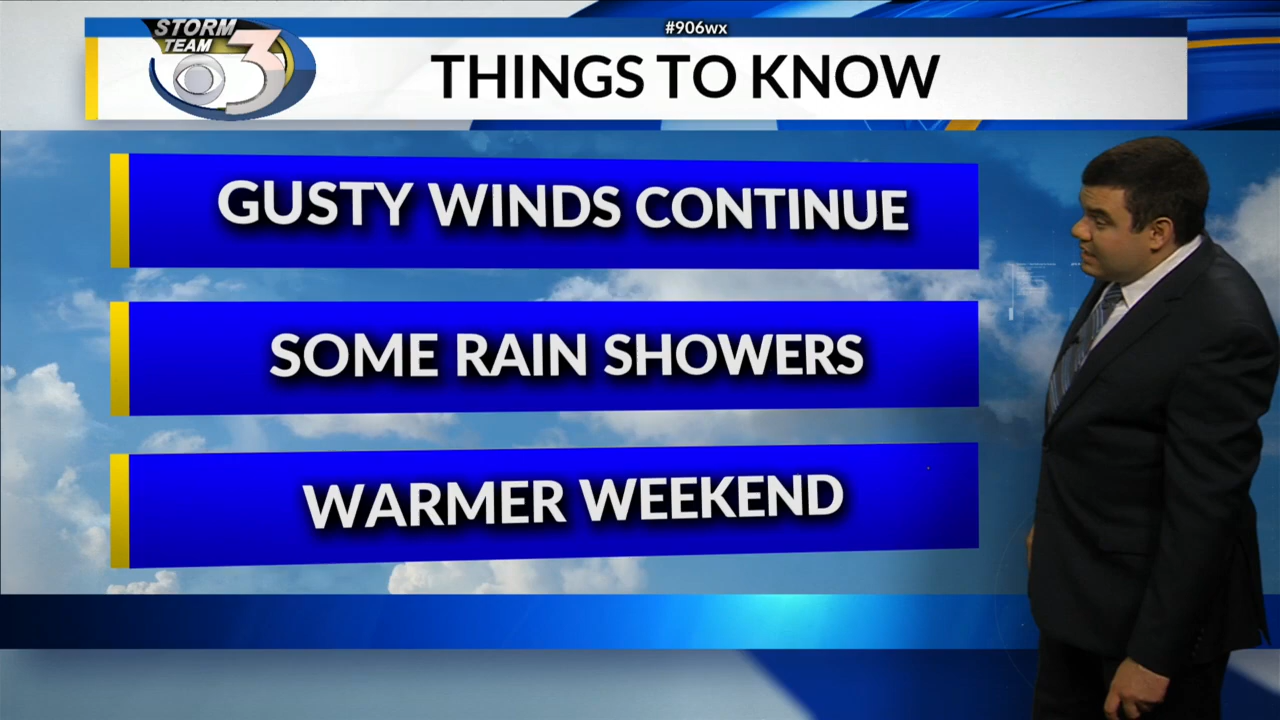 #906wx
STORM
TEAM
3
THINGS TO KNOW
GUSTY WINDS CONTINUE
SOME RAIN SHOWERS
WARMER WEEKEND